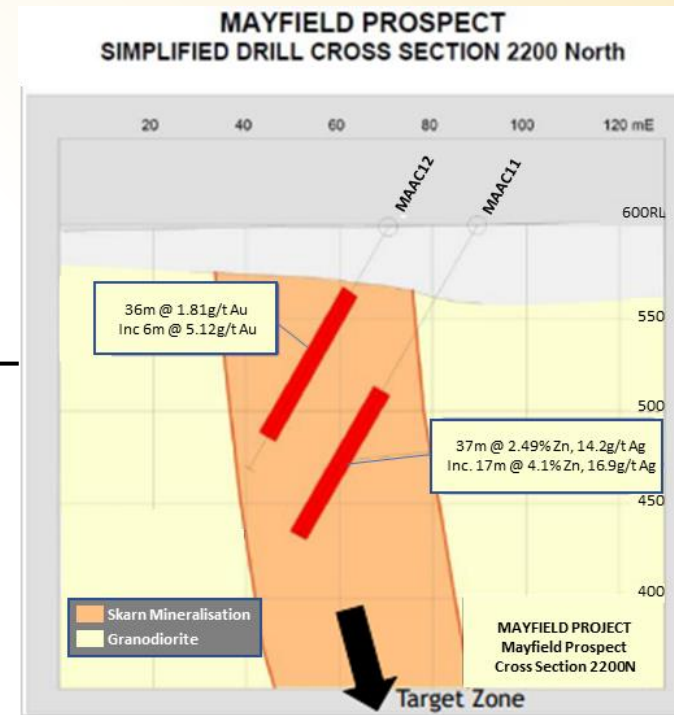 MAYFIELD PROSPECT
SIMPLIFIED DRILL CROSS SECTION 2200 North
20 40 60 80 100 120 mE
MAAC12
MAAC11
600RL
36m @ 1.81g/t Au
Inc 6m @ 5.12g/t Au
550
500
37m @ 2.49% Zn, 14.2g/t Ag
Inc. 17m @ 4.1% Zn, 16.9g/t Ag
450
400
Skarn Mineralisation
Granodiorite
MAYFIELD PROJECT
Mayfield Prospect
Cross Section 2200N
Target Zone